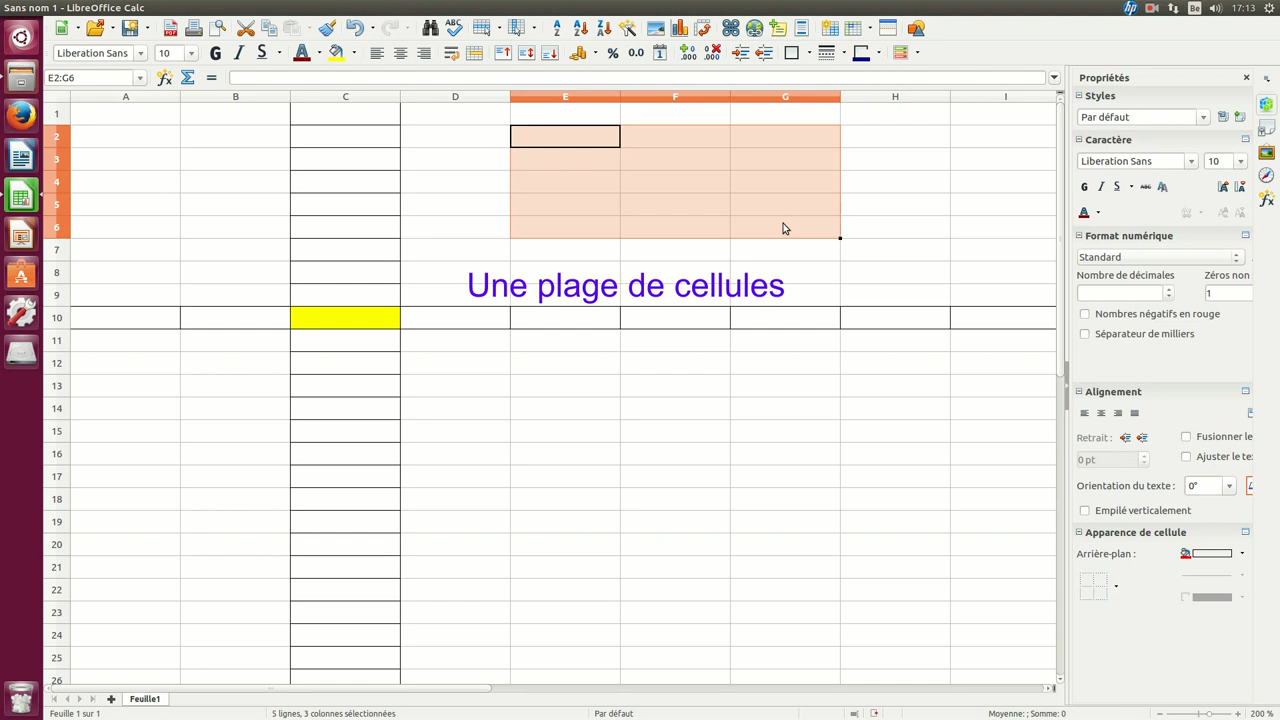 Sans nom 1 - LibreOffice Calc
Be
17:13
Liberation Sans
10
G
I
S
A
%
0.0
E2:G6
Propriétés
Styles
Par défaut
Caractère
Liberation Sans
10
G I S ABC
Format numérique
Standard
Nombre de décimales
Zéros non
1
Nombres négatifs en rouge
Séparateur de milliers
Alignement
Retrait :
Fusionner le
0 pt
Ajuster le tex
Orientation du texte :
0°
Empilé verticalement
Apparence de cellule
Arrière-plan :
A B C D E F G H I
1
2
3
4
5
6
7
8
Une plage de cellules
9
10
11
12
13
14
15
16
17
18
19
20
21
22
23
24
25
26
Feuille1
Feuille 1 sur 1
5 lignes, 3 colonnes sélectionnées
Par défaut
Moyenne: ; Somme: 0
200 %